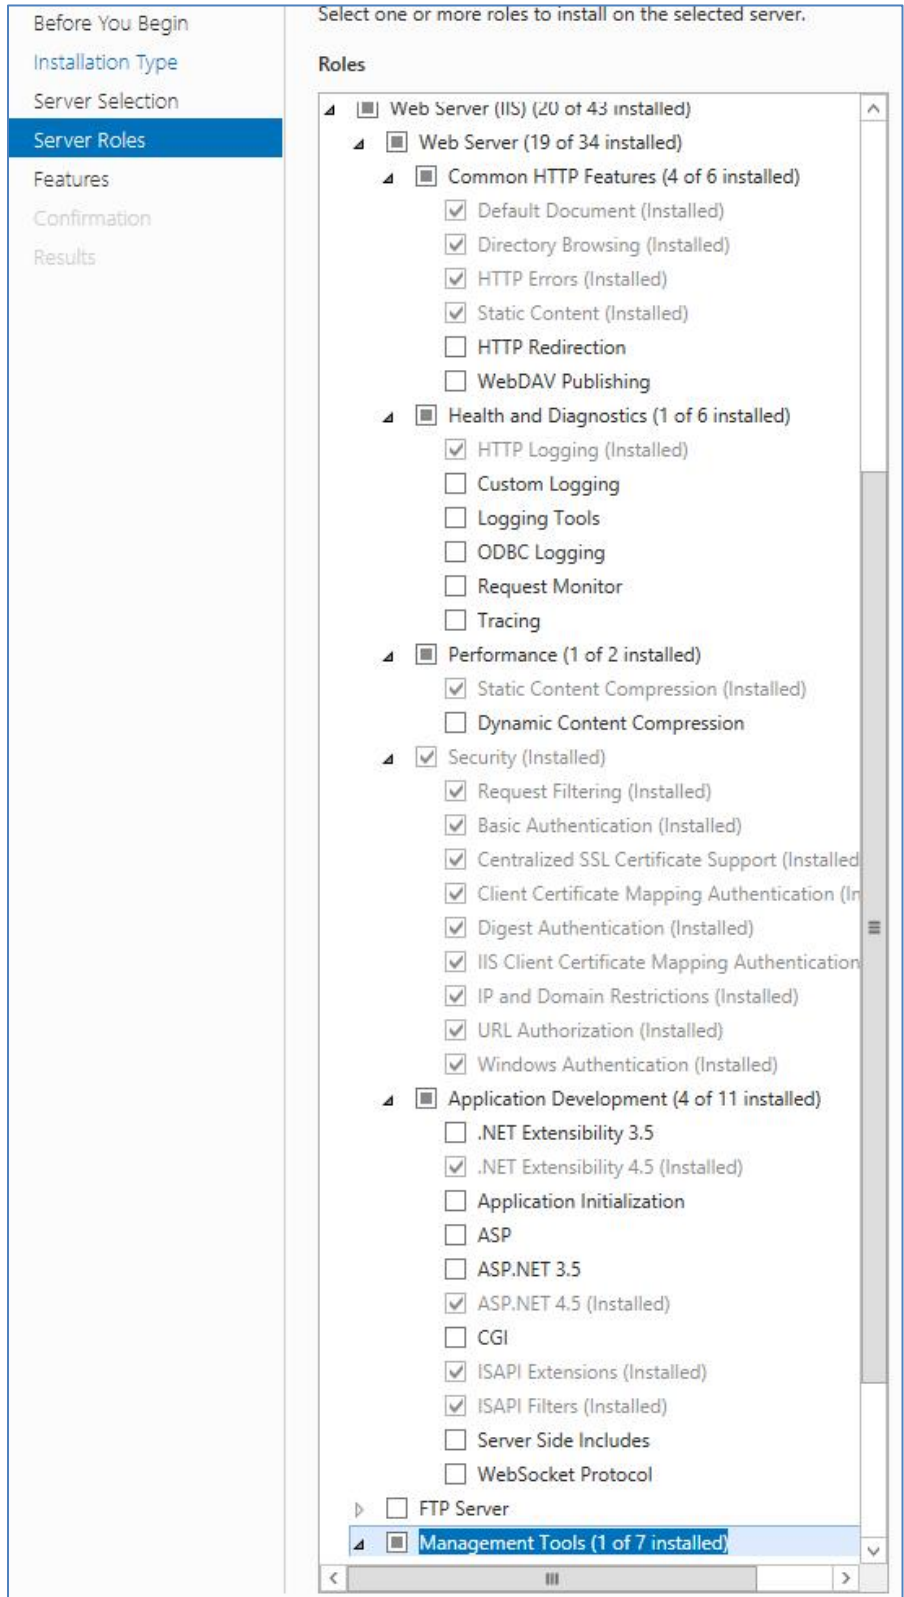 Before You Begin
Installation Type
Server Selection
Server Roles
Features
Confirmation
Results
Select one or more roles to install on the selected server.
Roles
Web Server (IIS) (20 of 43 installed)
Web Server (19 of 34 installed)
Common HTTP Features (4 of 6 installed)
Default Document (Installed)
Directory Browsing (Installed)
HTTP Errors (Installed)
Static Content (Installed)
HTTP Redirection
WebDAV Publishing
Health and Diagnostics (1 of 6 installed)
HTTP Logging (Installed)
Custom Logging
Logging Tools
ODBC Logging
Request Monitor
Tracing
Performance (1 of 2 installed)
Static Content Compression (Installed)
Dynamic Content Compression
Security (Installed)
Request Filtering (Installed)
Basic Authentication (Installed)
Centralized SSL Certificate Support (Installed
Client Certificate Mapping Authentication (In
Digest Authentication (Installed)
IIS Client Certificate Mapping Authentication
IP and Domain Restrictions (Installed)
URL Authorization (Installed)
Windows Authentication (Installed)
Application Development (4 of 11 installed)
.NET Extensibility 3.5
.NET Extensibility 4.5 (Installed)
Application Initialization
ASP
ASP.NET 3.5
ASP.NET 4.5 (Installed)
CGI
ISAPI Extensions (Installed)
ISAPI Filters (Installed)
Server Side Includes
WebSocket Protocol
FTP Server
Management Tools (1 of 7 installed)